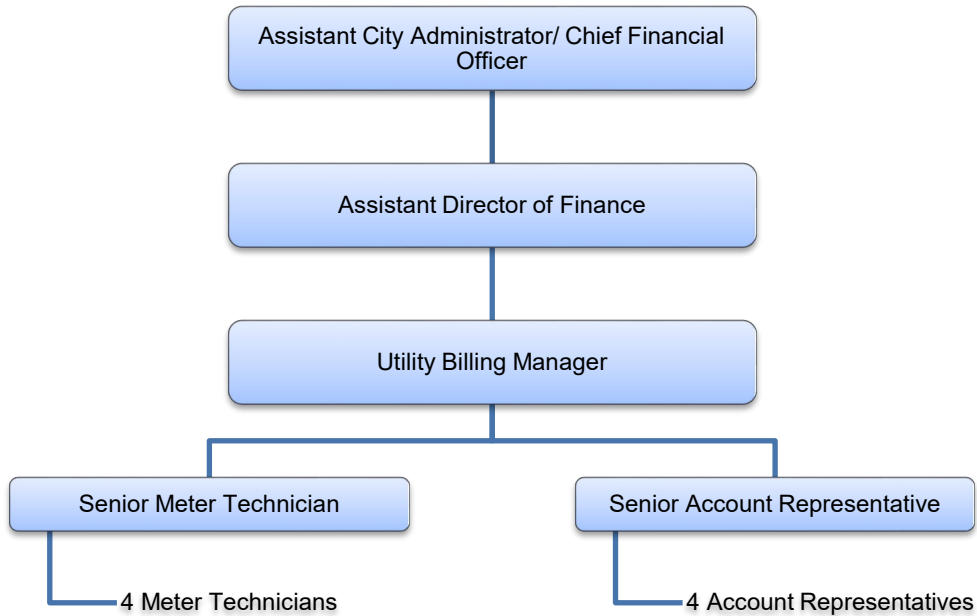 Assistant City Administrator/ Chief Financial
Officer
Assistant Director of Finance
Utility Billing Manager
Senior Meter Technician
Senior Account Representative
4 Meter Technicians
4 Account Representatives